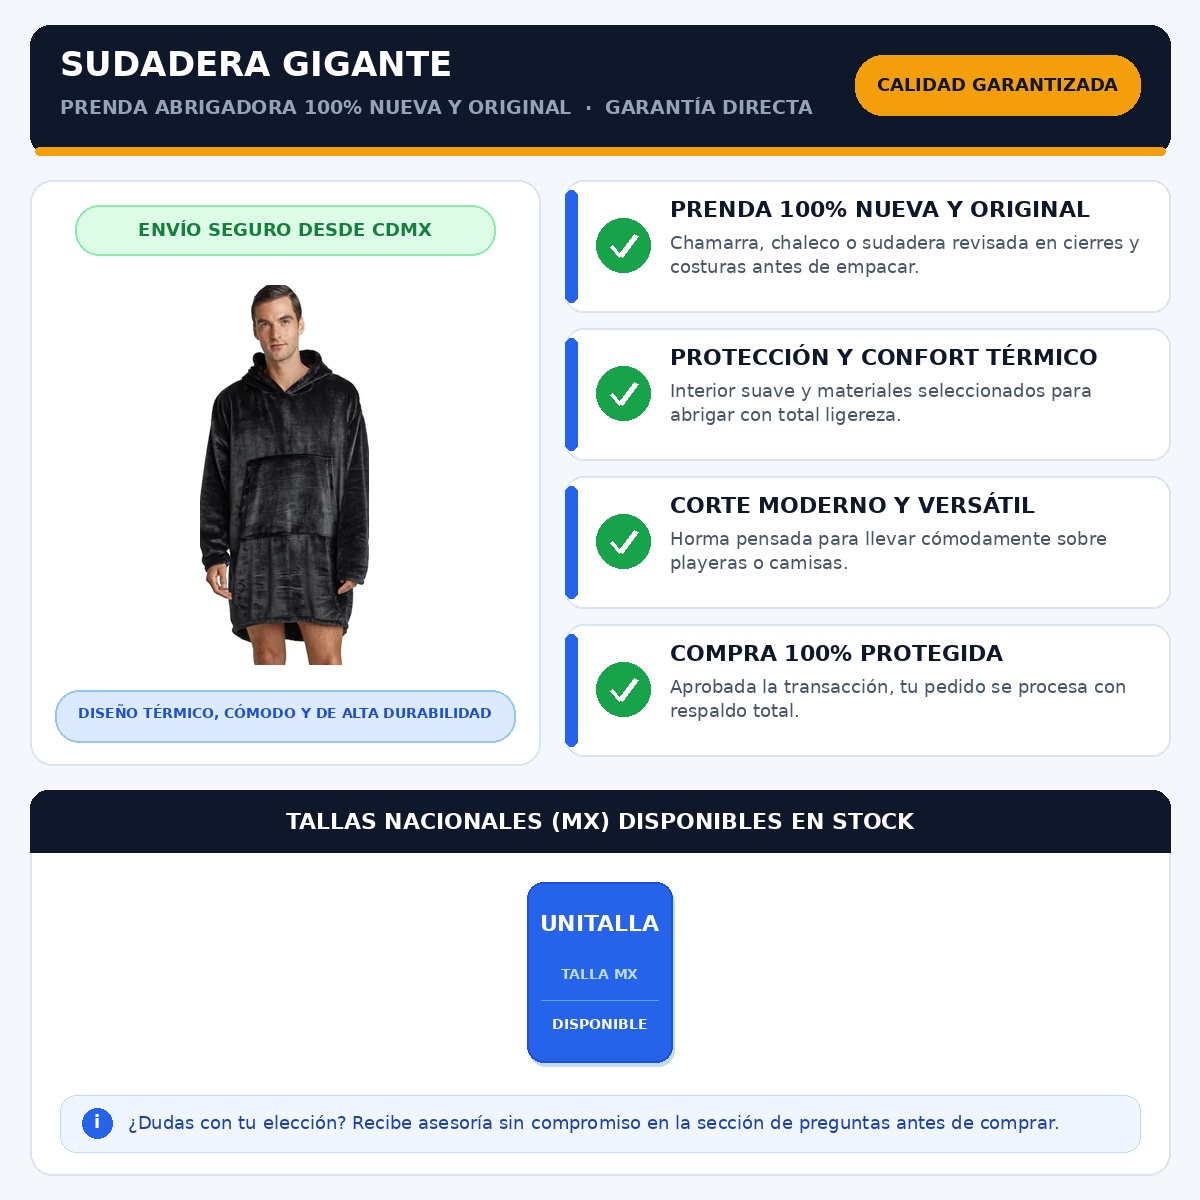 SUDADERA GIGANTE
PRENDA ABRIGADORA 100% NUEVA Y ORIGINAL · GARANTÍA DIRECTA
CALIDAD GARANTIZADA
ENVÍO SEGURO DESDE CDMX
DISEÑO TÉRMICO, CÓMODO Y DE ALTA DURABILIDAD
PRENDA 100% NUEVA Y ORIGINAL
Chamarra, chaleco o sudadera revisada en cierres y
costuras antes de empacar.
PROTECCIÓN Y CONFORT TÉRMICO
Interior suave y materiales seleccionados para
abrigar con total ligereza.
CORTE MODERNO Y VERSÁTIL
Horma pensada para llevar cómodamente sobre
playeras o camisas.
COMPRA 100% PROTEGIDA
Aprobada la transacción, tu pedido se procesa con
respaldo total.
TALLAS NACIONALES (MX) DISPONIBLES EN STOCK
UNITALLA
TALLA MX
DISPONIBLE
i ¿Dudas con tu elección? Recibe asesoría sin compromiso en la sección de preguntas antes de comprar.